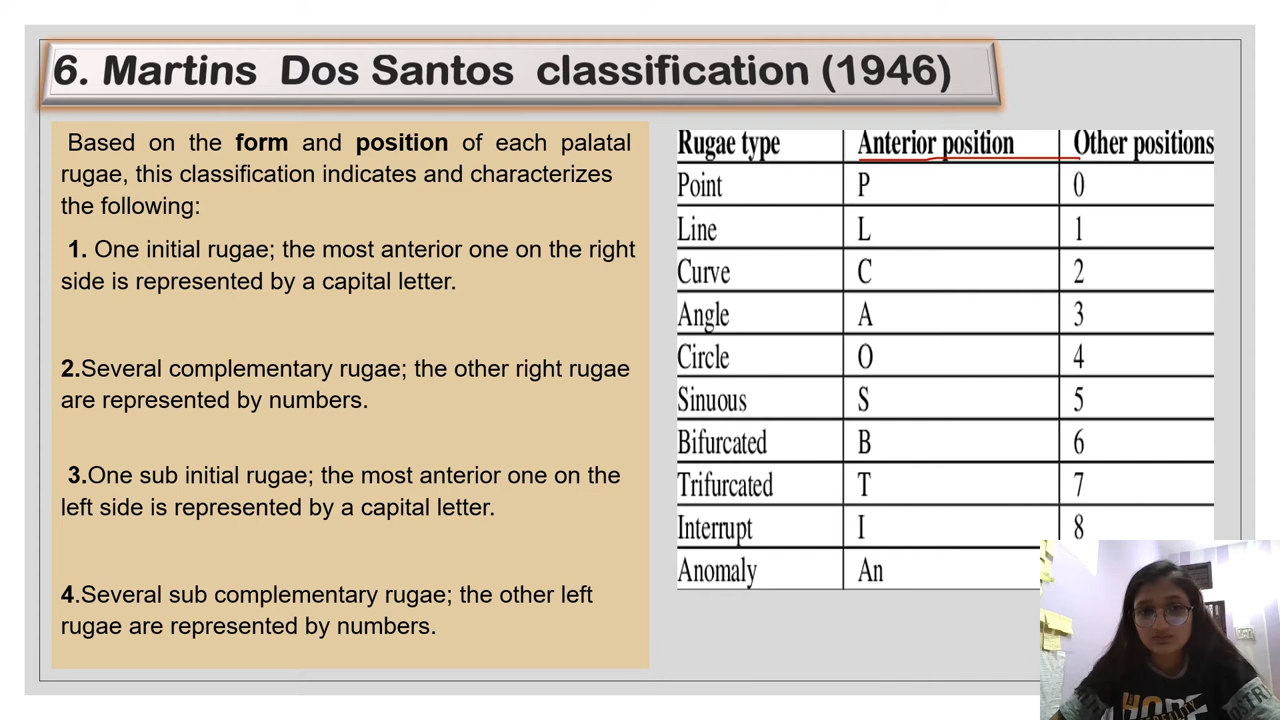 6. Martins Dos Santos classification (1946)
Based on the form and position of each palatal
rugae, this classification indicates and characterizes
the following:
1. One initial rugae; the most anterior one on the right
side is represented by a capital letter.
2.Several complementary rugae; the other right rugae
are represented by numbers.
3.One sub initial rugae; the most anterior one on the
left side is represented by a capital letter.
4.Several sub complementary rugae; the other left
rugae are represented by numbers.
Rugae type Anterior position Other positions
Point P 0
Line L 1
Curve C 2
Angle A 3
Circle O 4
Sinuous S 5
Bifurcated B 6
Trifurcated T 7
Interrupt I 8
Anomaly An